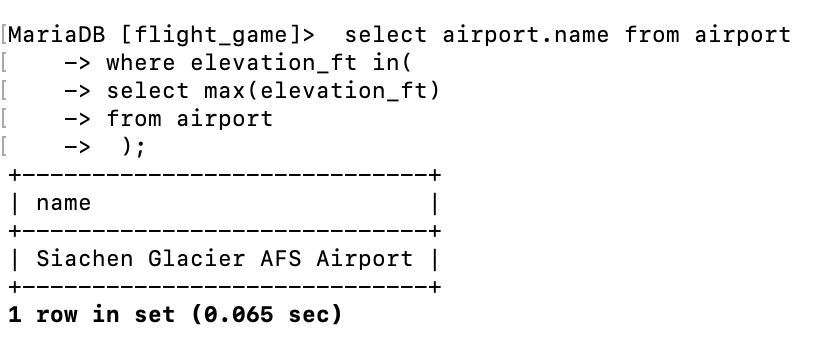 [MariaDB [flight_game]>  select airport.name from airport
[    -> where elevation_ft in(
[    -> select max(elevation_ft)
[    -> from airport
[    ->  );
+-----------------------------+
| name                        |
+-----------------------------+
| Siachen Glacier AFS Airport |
+-----------------------------+
1 row in set (0.065 sec)